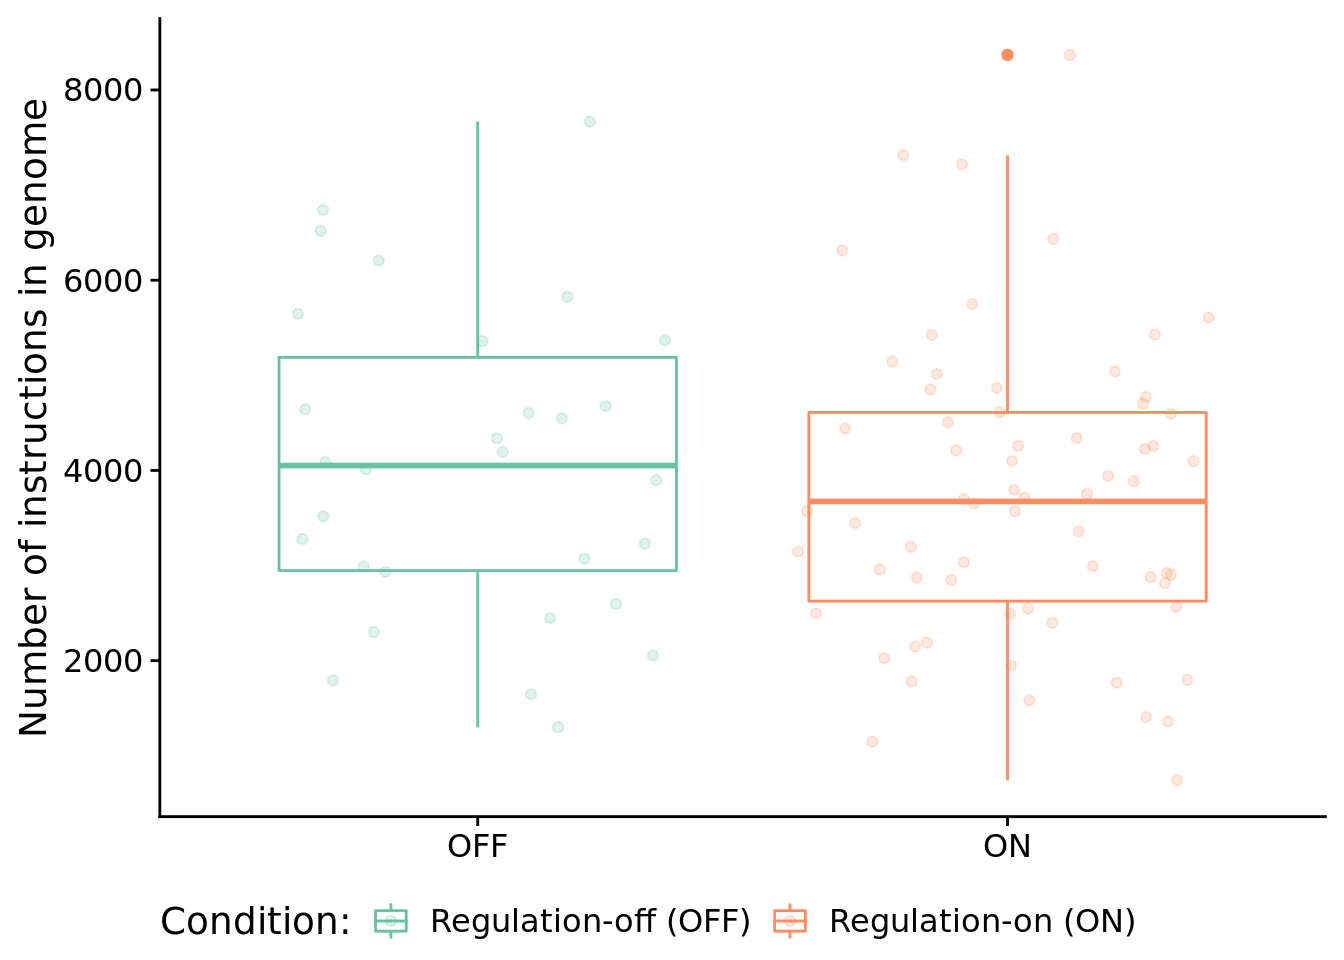 Number of instructions in genome
8000
6000
4000
2000
OFF
ON
Condition: Regulation-off (OFF) Regulation-on (ON)